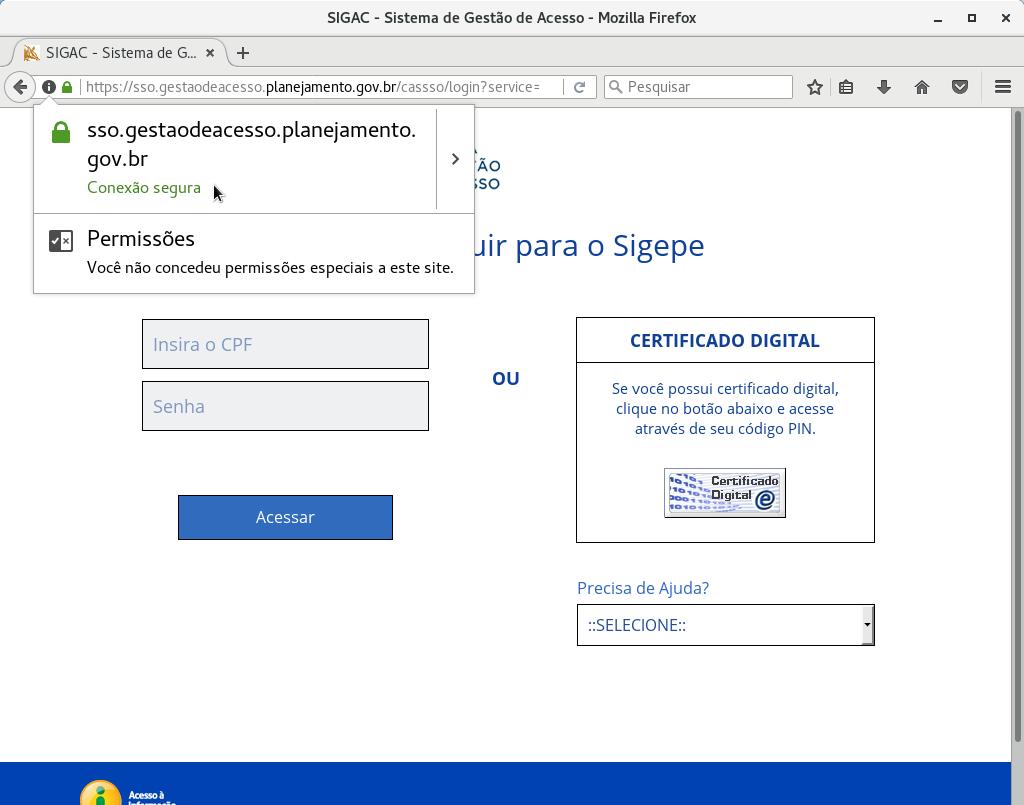 SIGAC - Sistema de Gestão de Acesso - Mozilla Firefox
SIGAC - Sistema de G...
https://sso.gestaodeacesso.planejamento.gov.br/cassso/login?service=
Pesquisar
sso.gestaodeacesso.planejamento.
gov.br
Conexão segura
Permissões
Você não concedeu permissões especiais a este site.
ÃO
SSO
uir para o Sigepe
Insira o CPF
Senha
Acessar
OU
CERTIFICADO DIGITAL
Se você possui certificado digital,
clique no botão abaixo e acesse
através de seu código PIN.
Certificado
Digital
Precisa de Ajuda?
::SELECIONE::
Acesso à
Informação